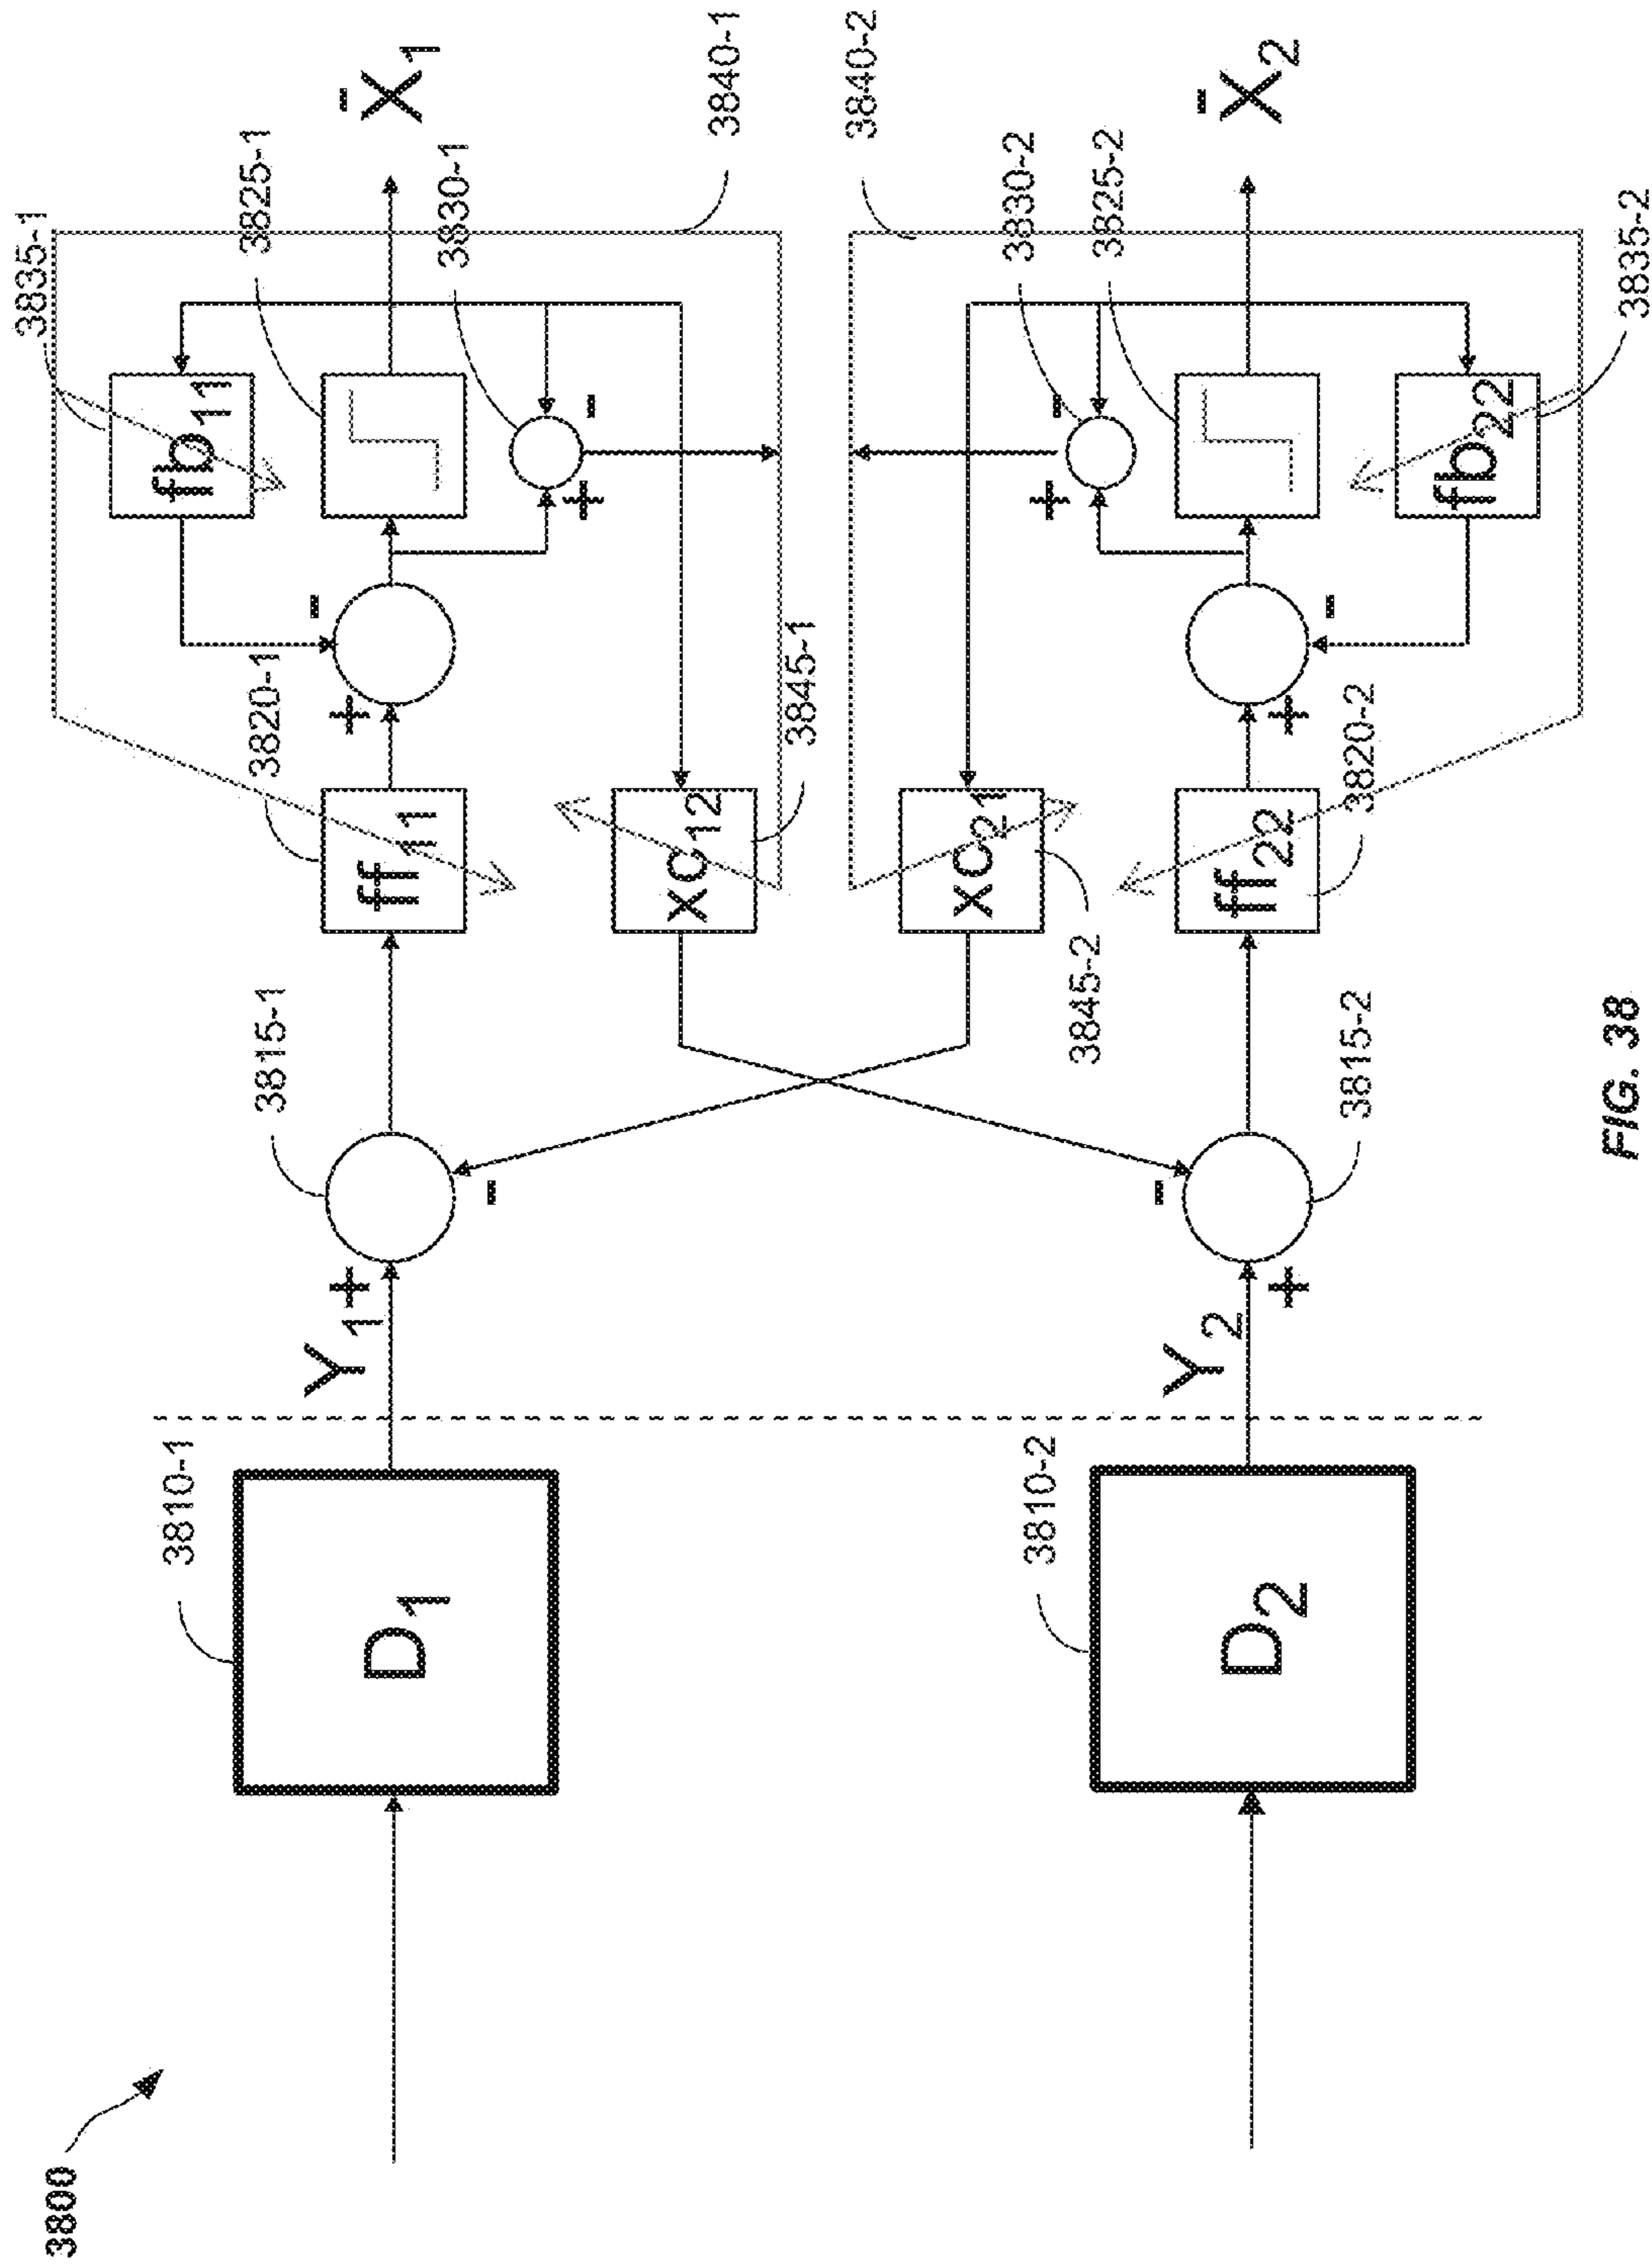 3800
3810-1
D1
Y1
+
-
3815-1
3820-1
ff11
+
-
3835-1
fb11
3825-1
3830-1
+
-
X̄1
3840-1
xc12
3845-1
3810-2
D2
Y2
+
-
3815-2
3840-2
xc21
3845-2
3820-2
ff22
+
-
3830-2
+
-
3825-2
X̄2
fb22
3835-2
FIG. 38